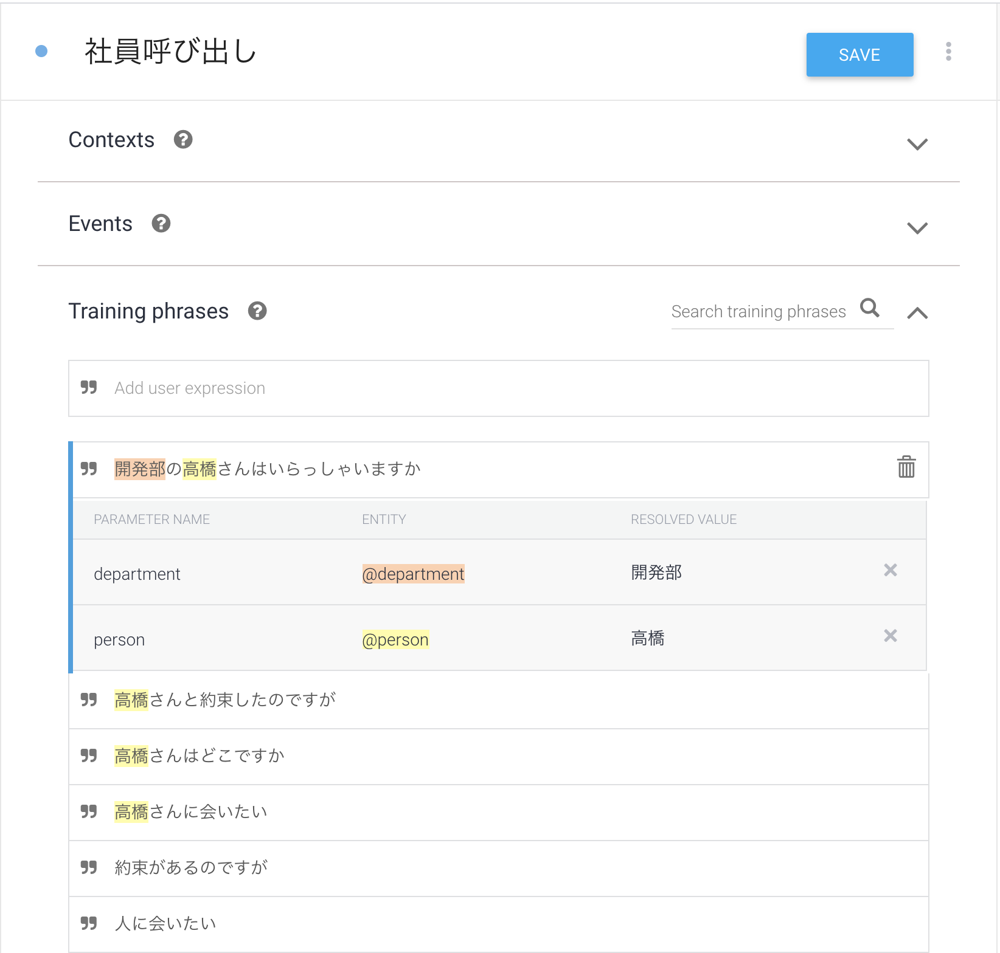 社員呼び出し
SAVE
Contexts
Events
Training phrases
Search training phrases
Add user expression
開発部の高橋さんはいらっしゃいますか
PARAMETER NAME ENTITY RESOLVED VALUE
department @department 開発部
person @person 高橋
高橋さんと約束したのですが
高橋さんはどこですか
高橋さんに会いたい
約束があるのですが
人に会いたい